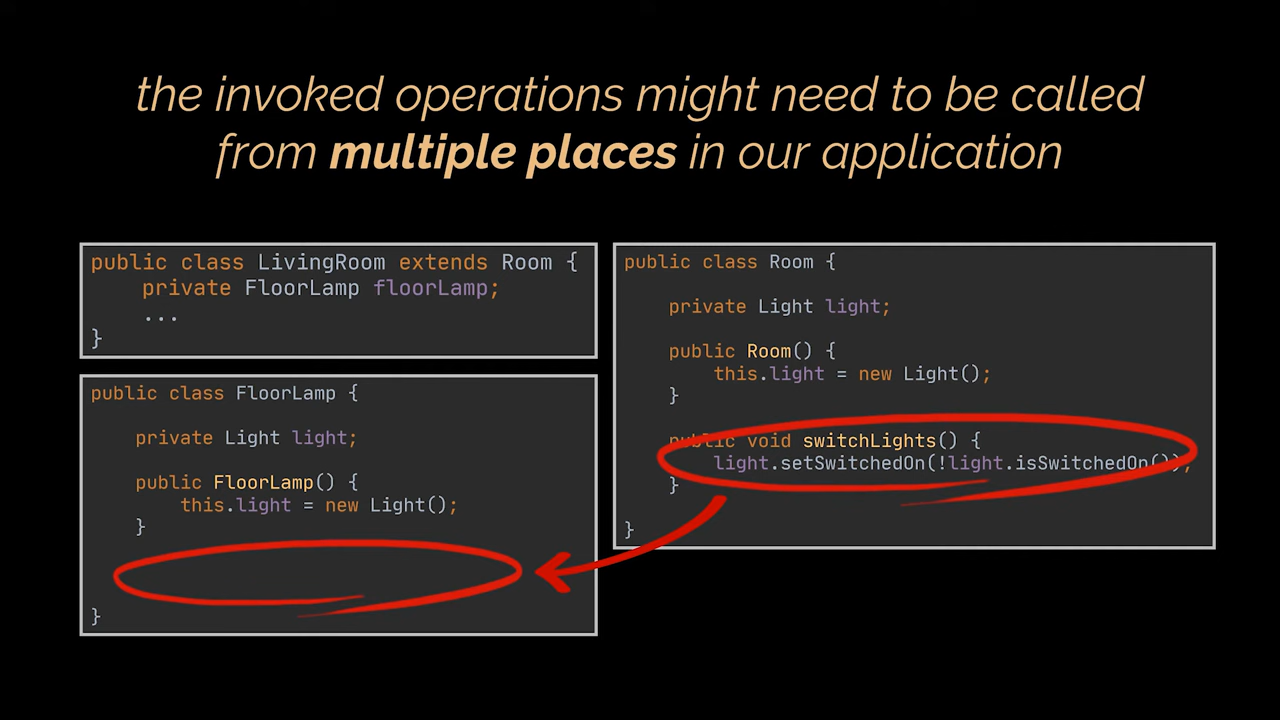 the invoked operations might need to be called
from multiple places in our application
public class LivingRoom extends Room {
private FloorLamp floorLamp;
...
}
public class FloorLamp {
private Light light;
public FloorLamp() {
this.light = new Light();
}
}
public class Room {
private Light light;
public Room() {
this.light = new Light();
}
public void switchLights() {
light.setSwitchedOn(!light.isSwitchedOn());
}
}